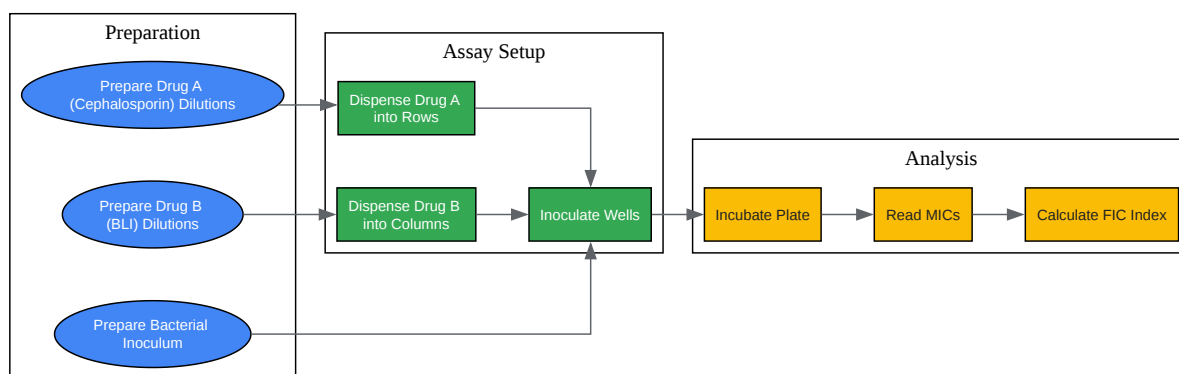 Preparation
Prepare Drug A
(Cephalosporin) Dilutions
Prepare Drug B
(BLI) Dilutions
Prepare Bacterial
Inoculum
Assay Setup
Dispense Drug A
into Rows
Dispense Drug B
into Columns
Inoculate Wells
Analysis
Incubate Plate
Read MICs
Calculate FIC Index